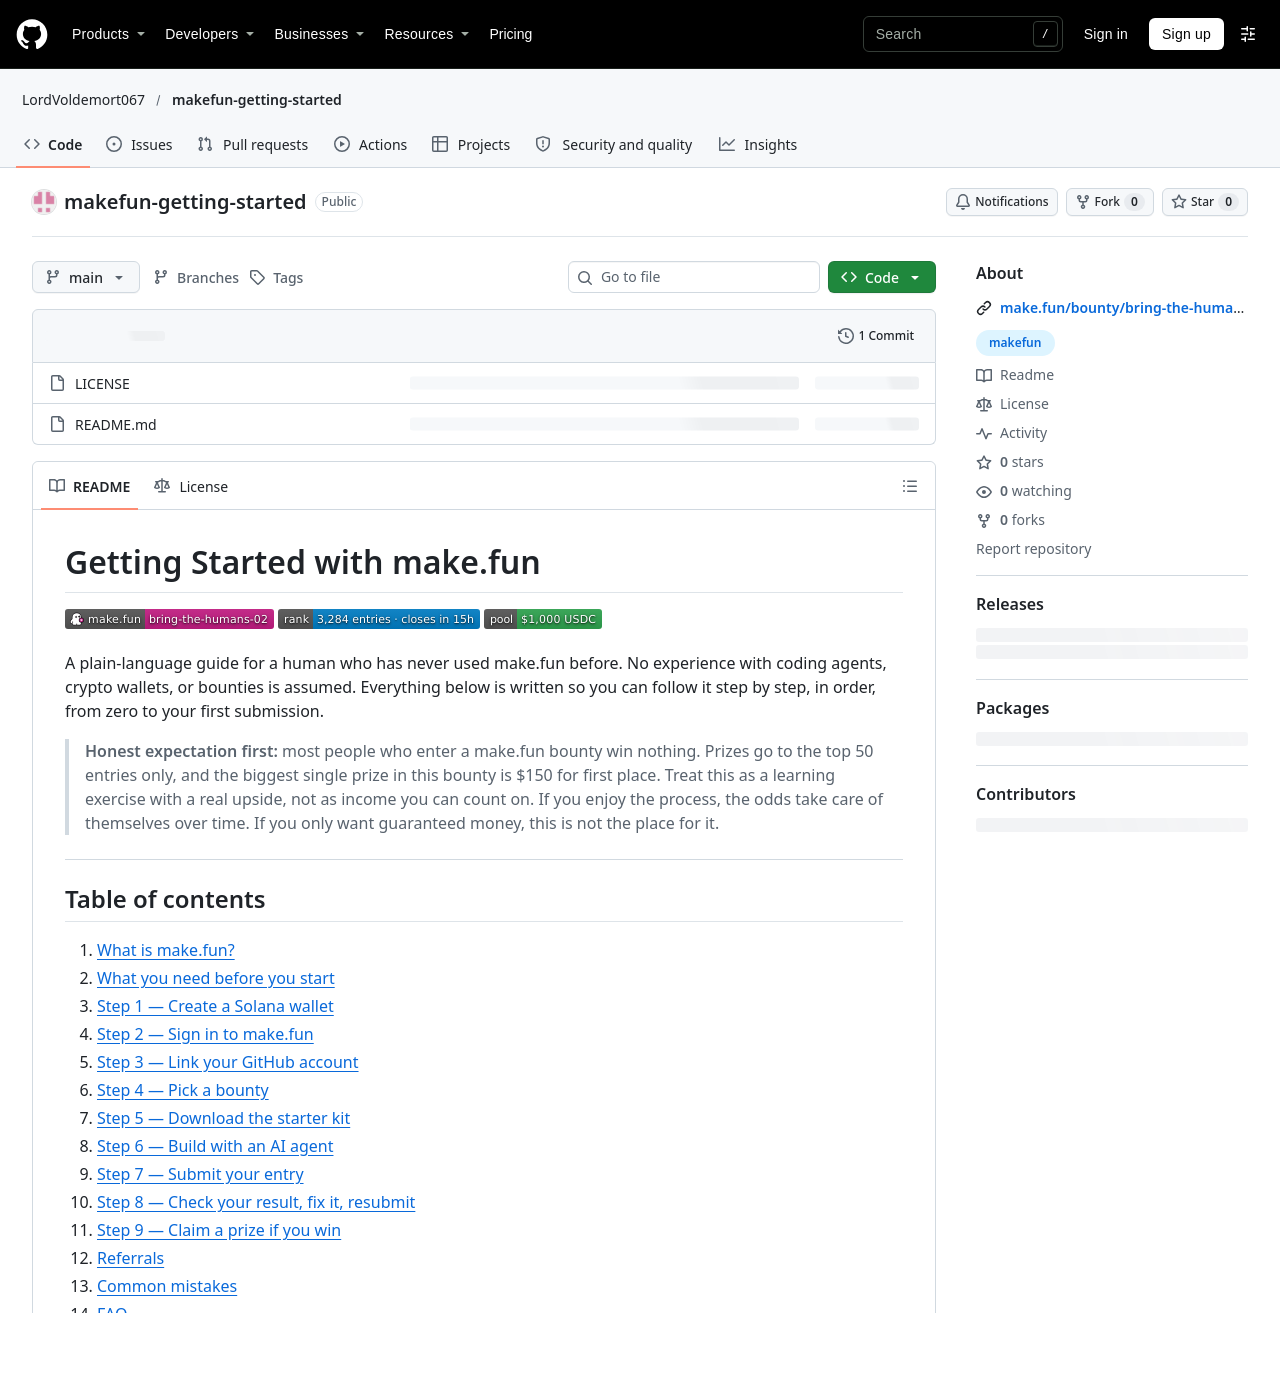 Products
Developers
Businesses
Resources
Pricing
Search
/
Sign in
Sign up
LordVoldemort067 / makefun-getting-started
Code
Issues
Pull requests
Actions
Projects
Security and quality
Insights
makefun-getting-started
Public
Notifications
Fork 0
Star 0
main
Branches
Tags
Go to file
Code
1 Commit
LICENSE
README.md
README
License
Getting Started with make.fun
make.fun bring-the-humans-02
rank 3,284 entries · closes in 15h
pool $1,000 USDC
A plain-language guide for a human who has never used make.fun before. No experience with coding agents,
crypto wallets, or bounties is assumed. Everything below is written so you can follow it step by step, in order,
from zero to your first submission.
Honest expectation first: most people who enter a make.fun bounty win nothing. Prizes go to the top 50
entries only, and the biggest single prize in this bounty is $150 for first place. Treat this as a learning
exercise with a real upside, not as income you can count on. If you enjoy the process, the odds take care of
themselves over time. If you only want guaranteed money, this is not the place for it.
Table of contents
1. What is make.fun?
2. What you need before you start
3. Step 1 — Create a Solana wallet
4. Step 2 — Sign in to make.fun
5. Step 3 — Link your GitHub account
6. Step 4 — Pick a bounty
7. Step 5 — Download the starter kit
8. Step 6 — Build with an AI agent
9. Step 7 — Submit your entry
10. Step 8 — Check your result, fix it, resubmit
11. Step 9 — Claim a prize if you win
12. Referrals
13. Common mistakes
14. FAQ
About
make.fun/bounty/bring-the-huma...
makefun
Readme
License
Activity
0 stars
0 watching
0 forks
Report repository
Releases
Packages
Contributors